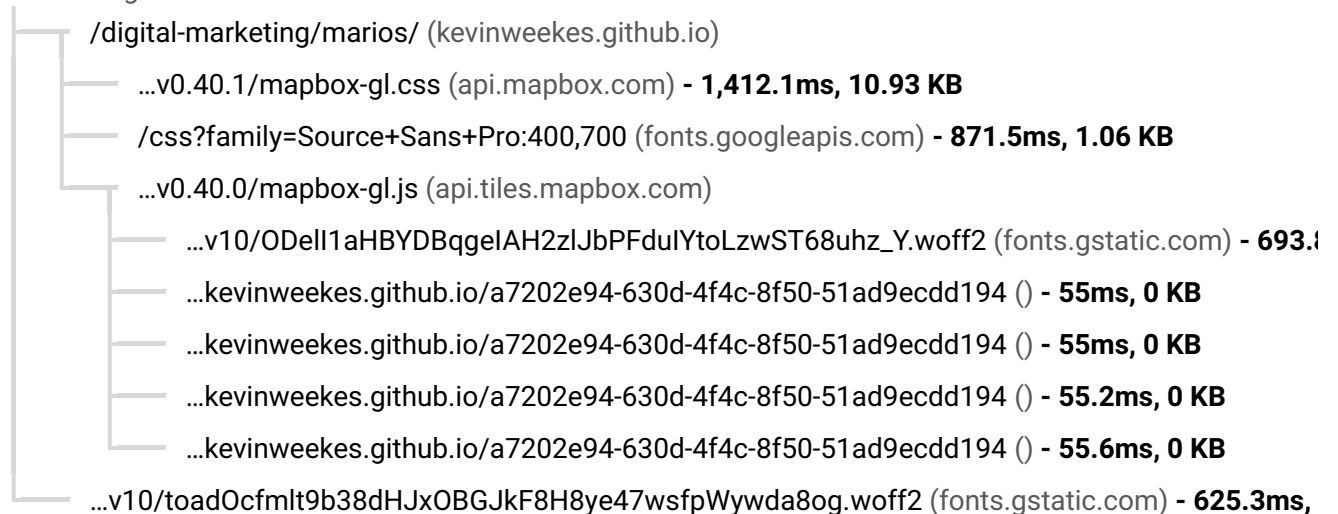 /digital-marketing/marios/ (kevinweekes.github.io)
…v0.40.1/mapbox-gl.css (api.mapbox.com) - 1,412.1ms, 10.93 KB
/css?family=Source+Sans+Pro:400,700 (fonts.googleapis.com) - 871.5ms, 1.06 KB
…v0.40.0/mapbox-gl.js (api.tiles.mapbox.com)
…v10/ODelI1aHBYDBqgeIAH2zlJbPFduIYtoLzwST68uhz_Y.woff2 (fonts.gstatic.com) - 693.8
…kevinweekes.github.io/a7202e94-630d-4f4c-8f50-51ad9ecdd194 () - 55ms, 0 KB
…kevinweekes.github.io/a7202e94-630d-4f4c-8f50-51ad9ecdd194 () - 55ms, 0 KB
…kevinweekes.github.io/a7202e94-630d-4f4c-8f50-51ad9ecdd194 () - 55.2ms, 0 KB
…kevinweekes.github.io/a7202e94-630d-4f4c-8f50-51ad9ecdd194 () - 55.6ms, 0 KB
…v10/toadOcfmlt9b38dHJxOBGJkF8H8ye47wsfpWywda8og.woff2 (fonts.gstatic.com) - 625.3ms,